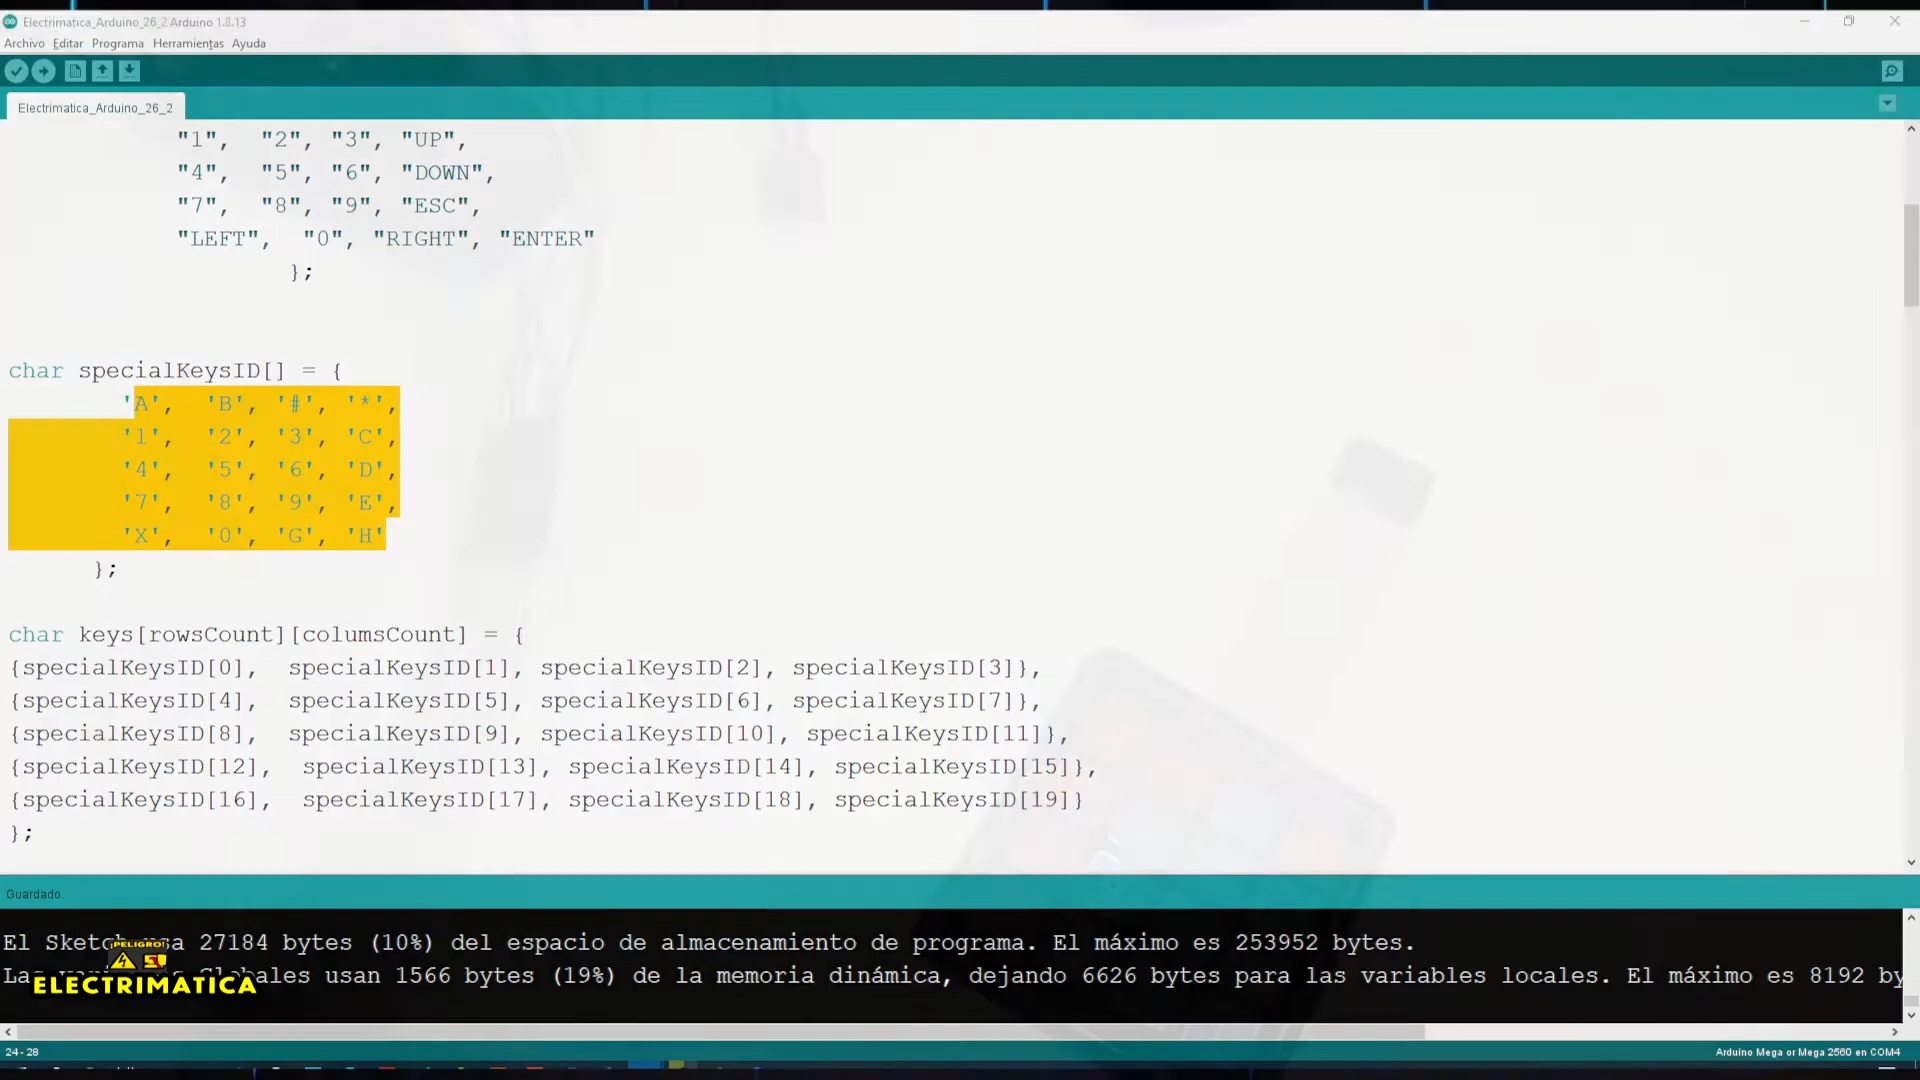 Electrimatica_Arduino_26_2 Arduino 1.8.13
Archivo Editar Programa Herramientas Ayuda
Electrimatica_Arduino_26_2
"1", "2", "3", "UP",
"4", "5", "6", "DOWN",
"7", "8", "9", "ESC",
"LEFT", "0", "RIGHT", "ENTER"
};
char specialKeysID[] = {
'A', 'B', '#', '*',
'1', '2', '3', 'C',
'4', '5', '6', 'D',
'7', '8', '9', 'E',
'X', '0', 'G', 'H'
};
char keys[rowsCount][columsCount] = {
{specialKeysID[0], specialKeysID[1], specialKeysID[2], specialKeysID[3]},
{specialKeysID[4], specialKeysID[5], specialKeysID[6], specialKeysID[7]},
{specialKeysID[8], specialKeysID[9], specialKeysID[10], specialKeysID[11]},
{specialKeysID[12], specialKeysID[13], specialKeysID[14], specialKeysID[15]},
{specialKeysID[16], specialKeysID[17], specialKeysID[18], specialKeysID[19]}
};
Guardado.
El Sketch usa 27184 bytes (10%) del espacio de almacenamiento de programa. El máximo es 253952 bytes.
Las Globales usan 1566 bytes (19%) de la memoria dinámica, dejando 6626 bytes para las variables locales. El máximo es 8192 by
¡PELIGRO!
ELECTRIMATICA
24 - 28
Arduino Mega or Mega 2560 en COM4